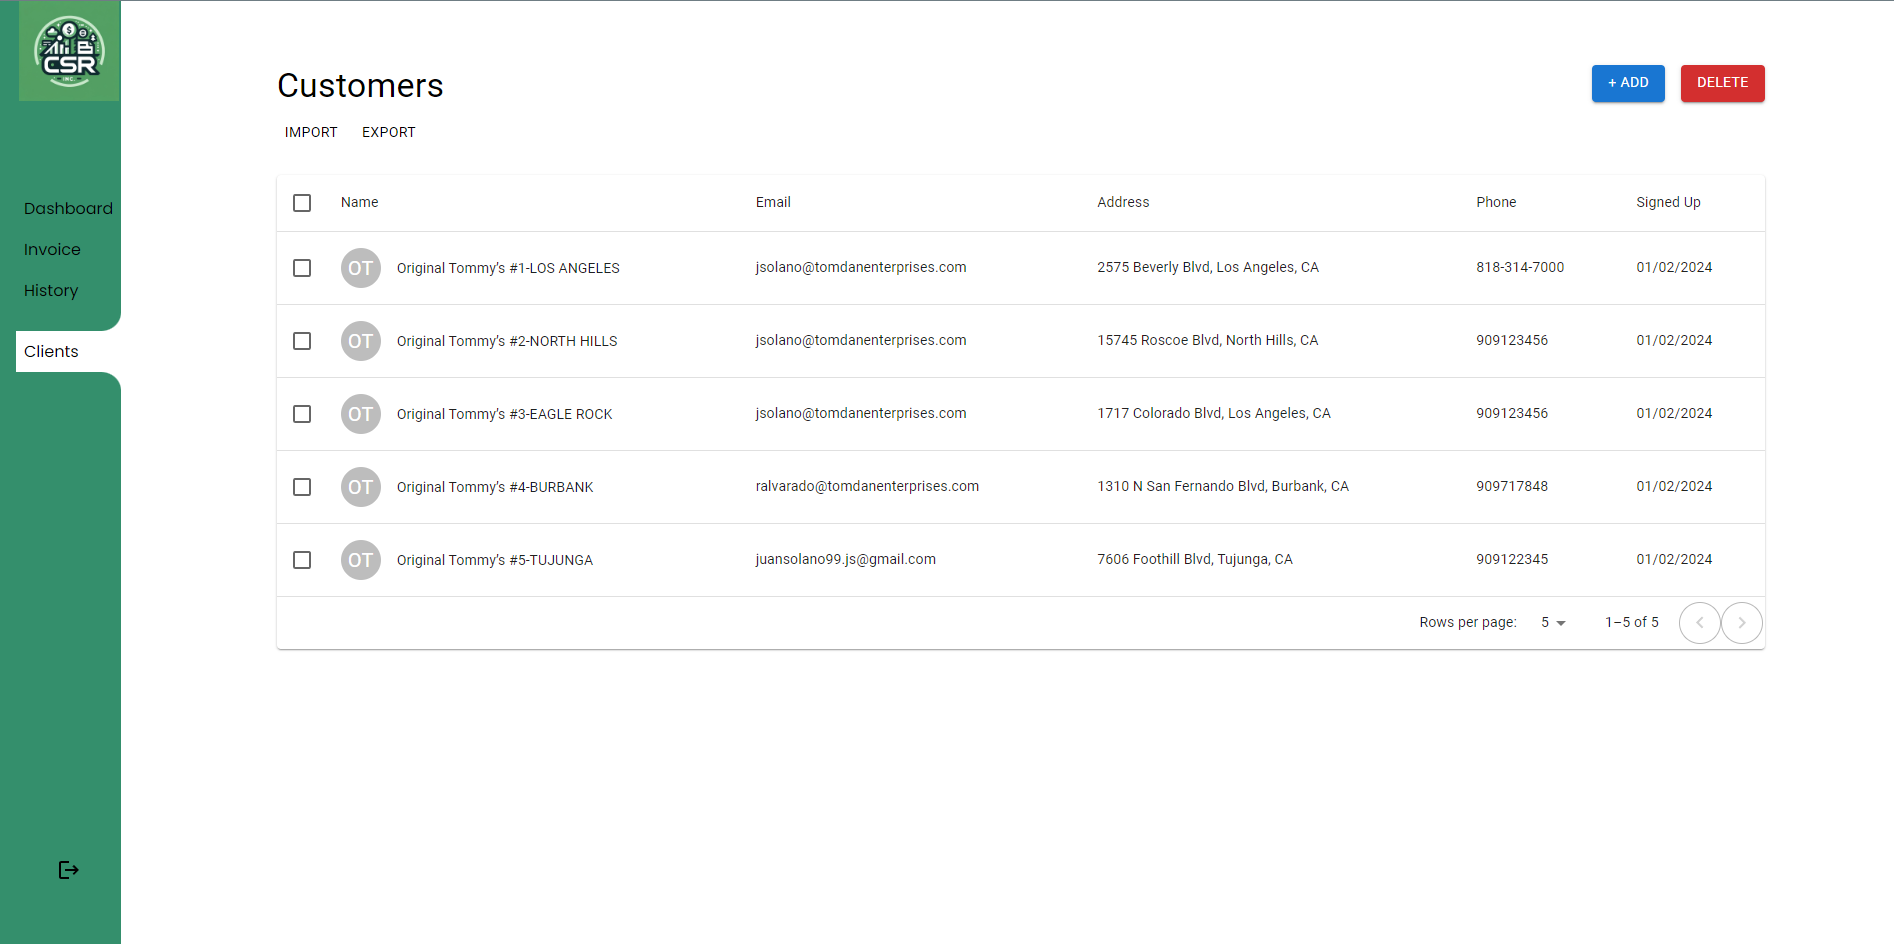 CSR
INC.
Dashboard
Invoice
History
Clients
Customers
+ ADD DELETE
IMPORT EXPORT
Name Email Address Phone Signed Up
OT Original Tommy’s #1-LOS ANGELES jsolano@tomdanenterprises.com 2575 Beverly Blvd, Los Angeles, CA 818-314-7000 01/02/2024
OT Original Tommy’s #2-NORTH HILLS jsolano@tomdanenterprises.com 15745 Roscoe Blvd, North Hills, CA 909123456 01/02/2024
OT Original Tommy’s #3-EAGLE ROCK jsolano@tomdanenterprises.com 1717 Colorado Blvd, Los Angeles, CA 909123456 01/02/2024
OT Original Tommy’s #4-BURBANK ralvarado@tomdanenterprises.com 1310 N San Fernando Blvd, Burbank, CA 909717848 01/02/2024
OT Original Tommy’s #5-TUJUNGA juansolano99.js@gmail.com 7606 Foothill Blvd, Tujunga, CA 909122345 01/02/2024
Rows per page: 5 1–5 of 5